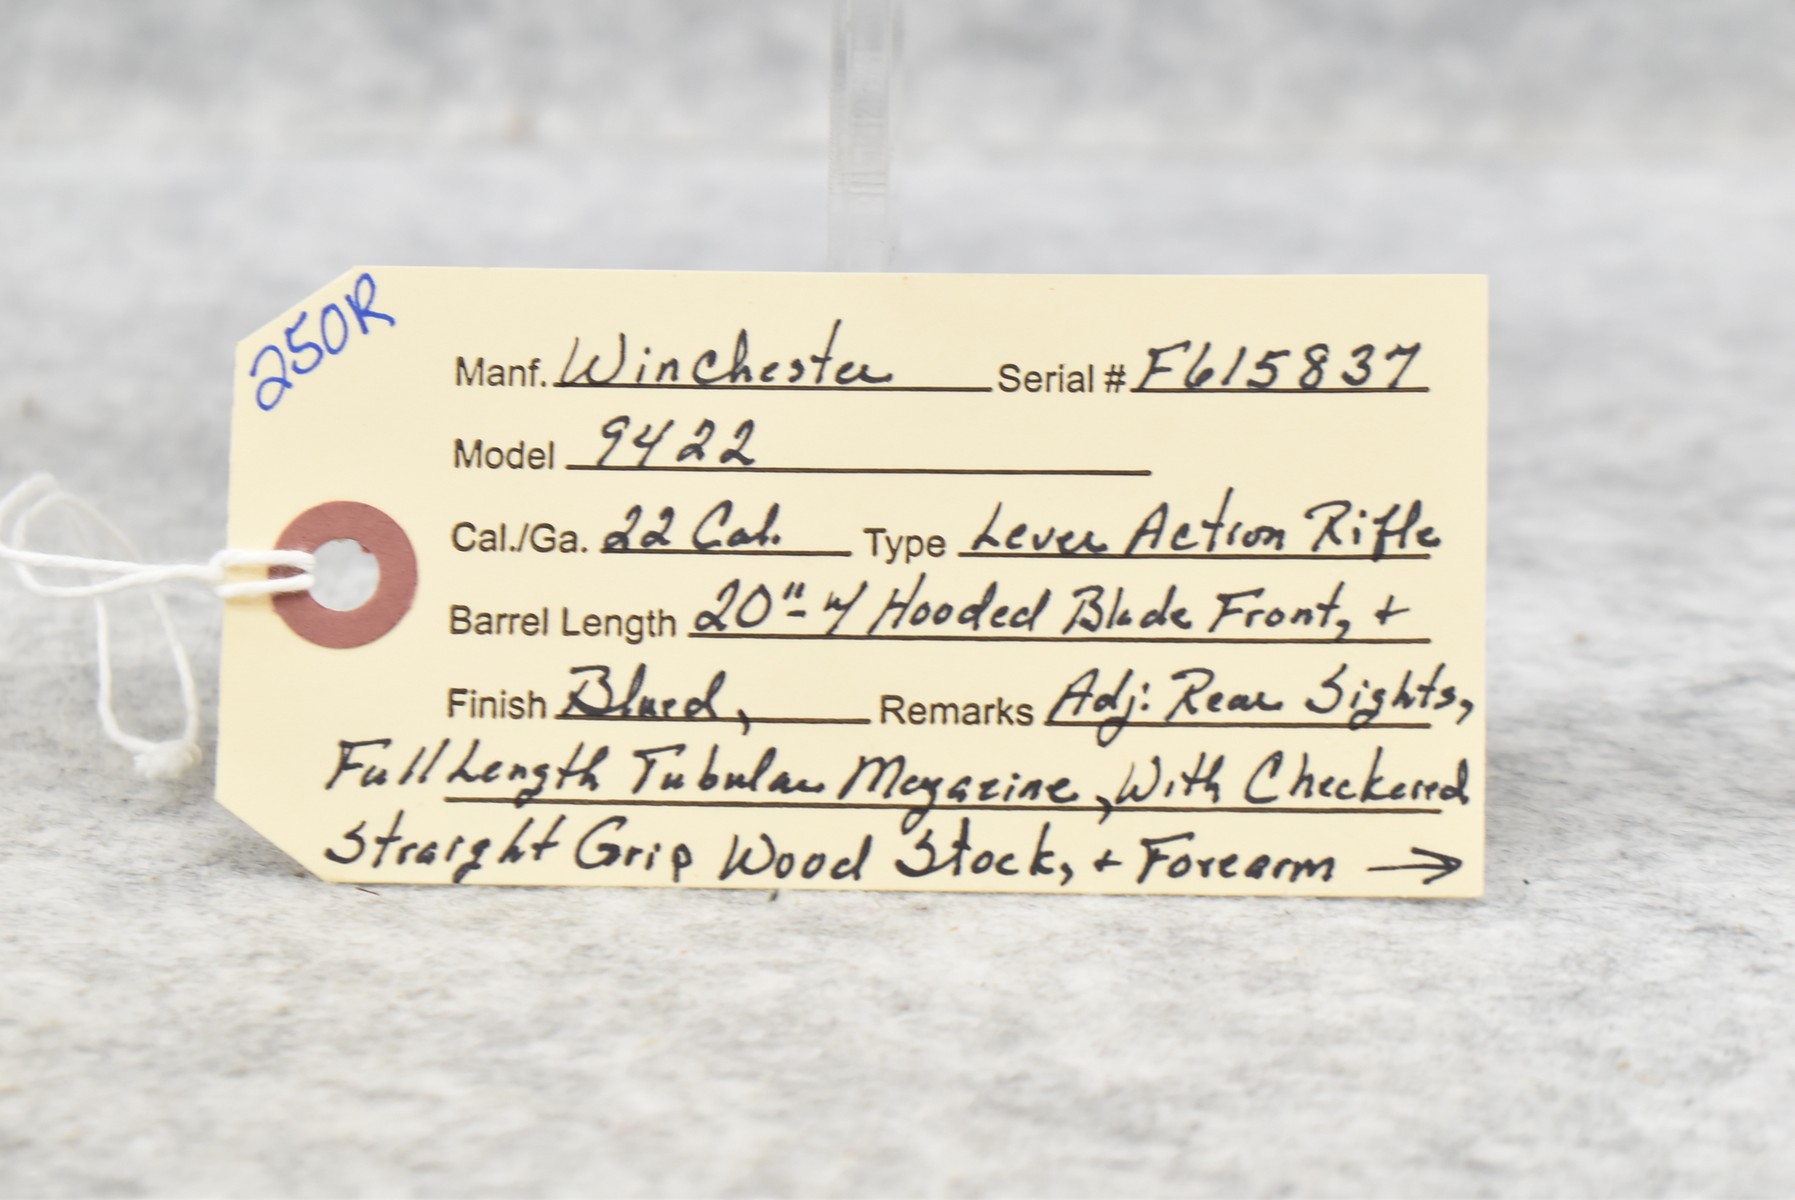 250R
Manf. Winchester Serial # F615837
Model 9422
Cal./Ga. 22 Cal. Type Lever Action Rifle
Barrel Length 20"- w/ Hooded Blade Front, +
Finish Blued, Remarks Adj: Rear Sights,
Full Length Tubular Magazine, With Checkered
Straight Grip Wood Stock, + Forearm →